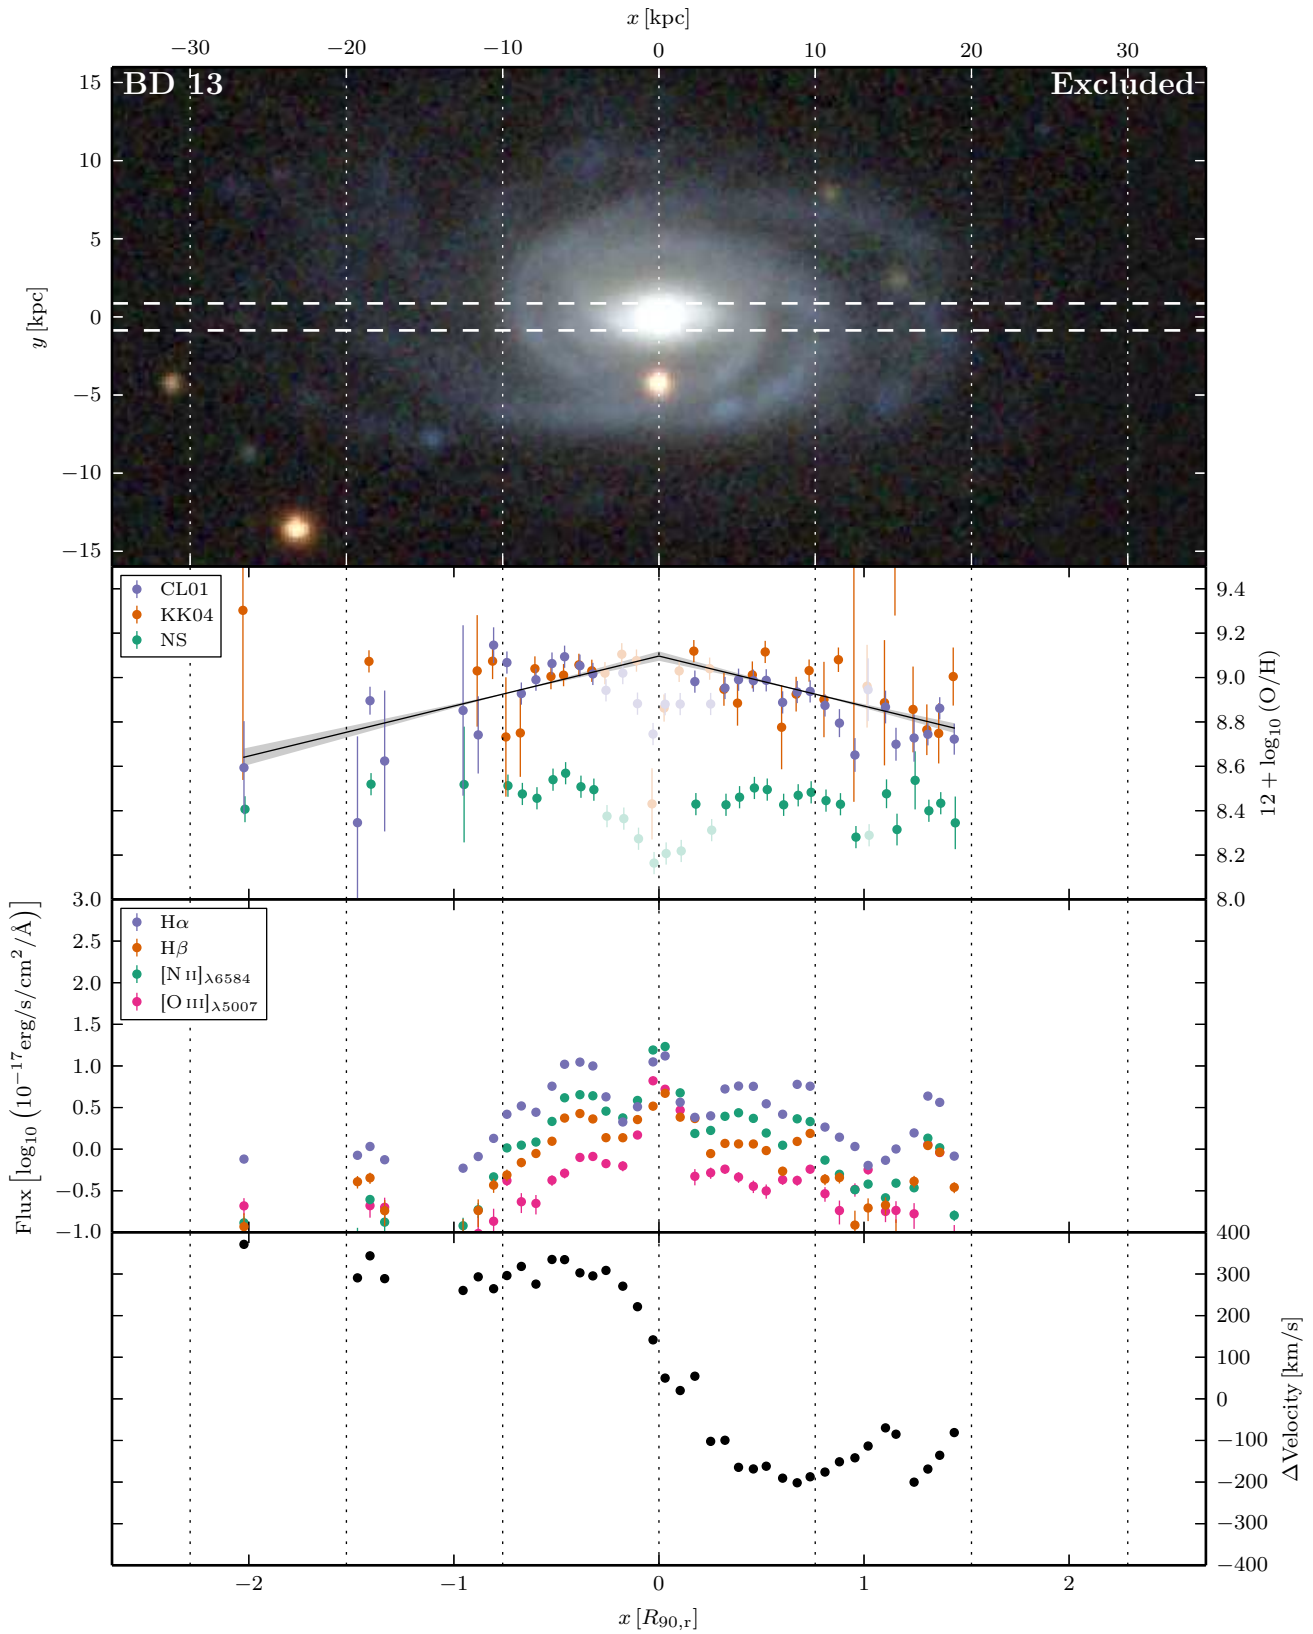 x [kpc]
−30 −20 −10 0 10 20 30
BD 13 Excluded
15
10
5
0
−5
−10
−15
y [kpc]
CL01
KK04
NS
9.4
9.2
9.0
8.8
8.6
8.4
8.2
8.0
12 + log₁₀ (O/H)
Hα
Hβ
[N II]λ6584
[O III]λ5007
3.0
2.5
2.0
1.5
1.0
0.5
0.0
−0.5
−1.0
Flux [log₁₀ (10⁻¹⁷erg/s/cm²/Å)]
400
300
200
100
0
−100
−200
−300
−400
ΔVelocity [km/s]
−2 −1 0 1 2
x [R₉₀,ᵣ]